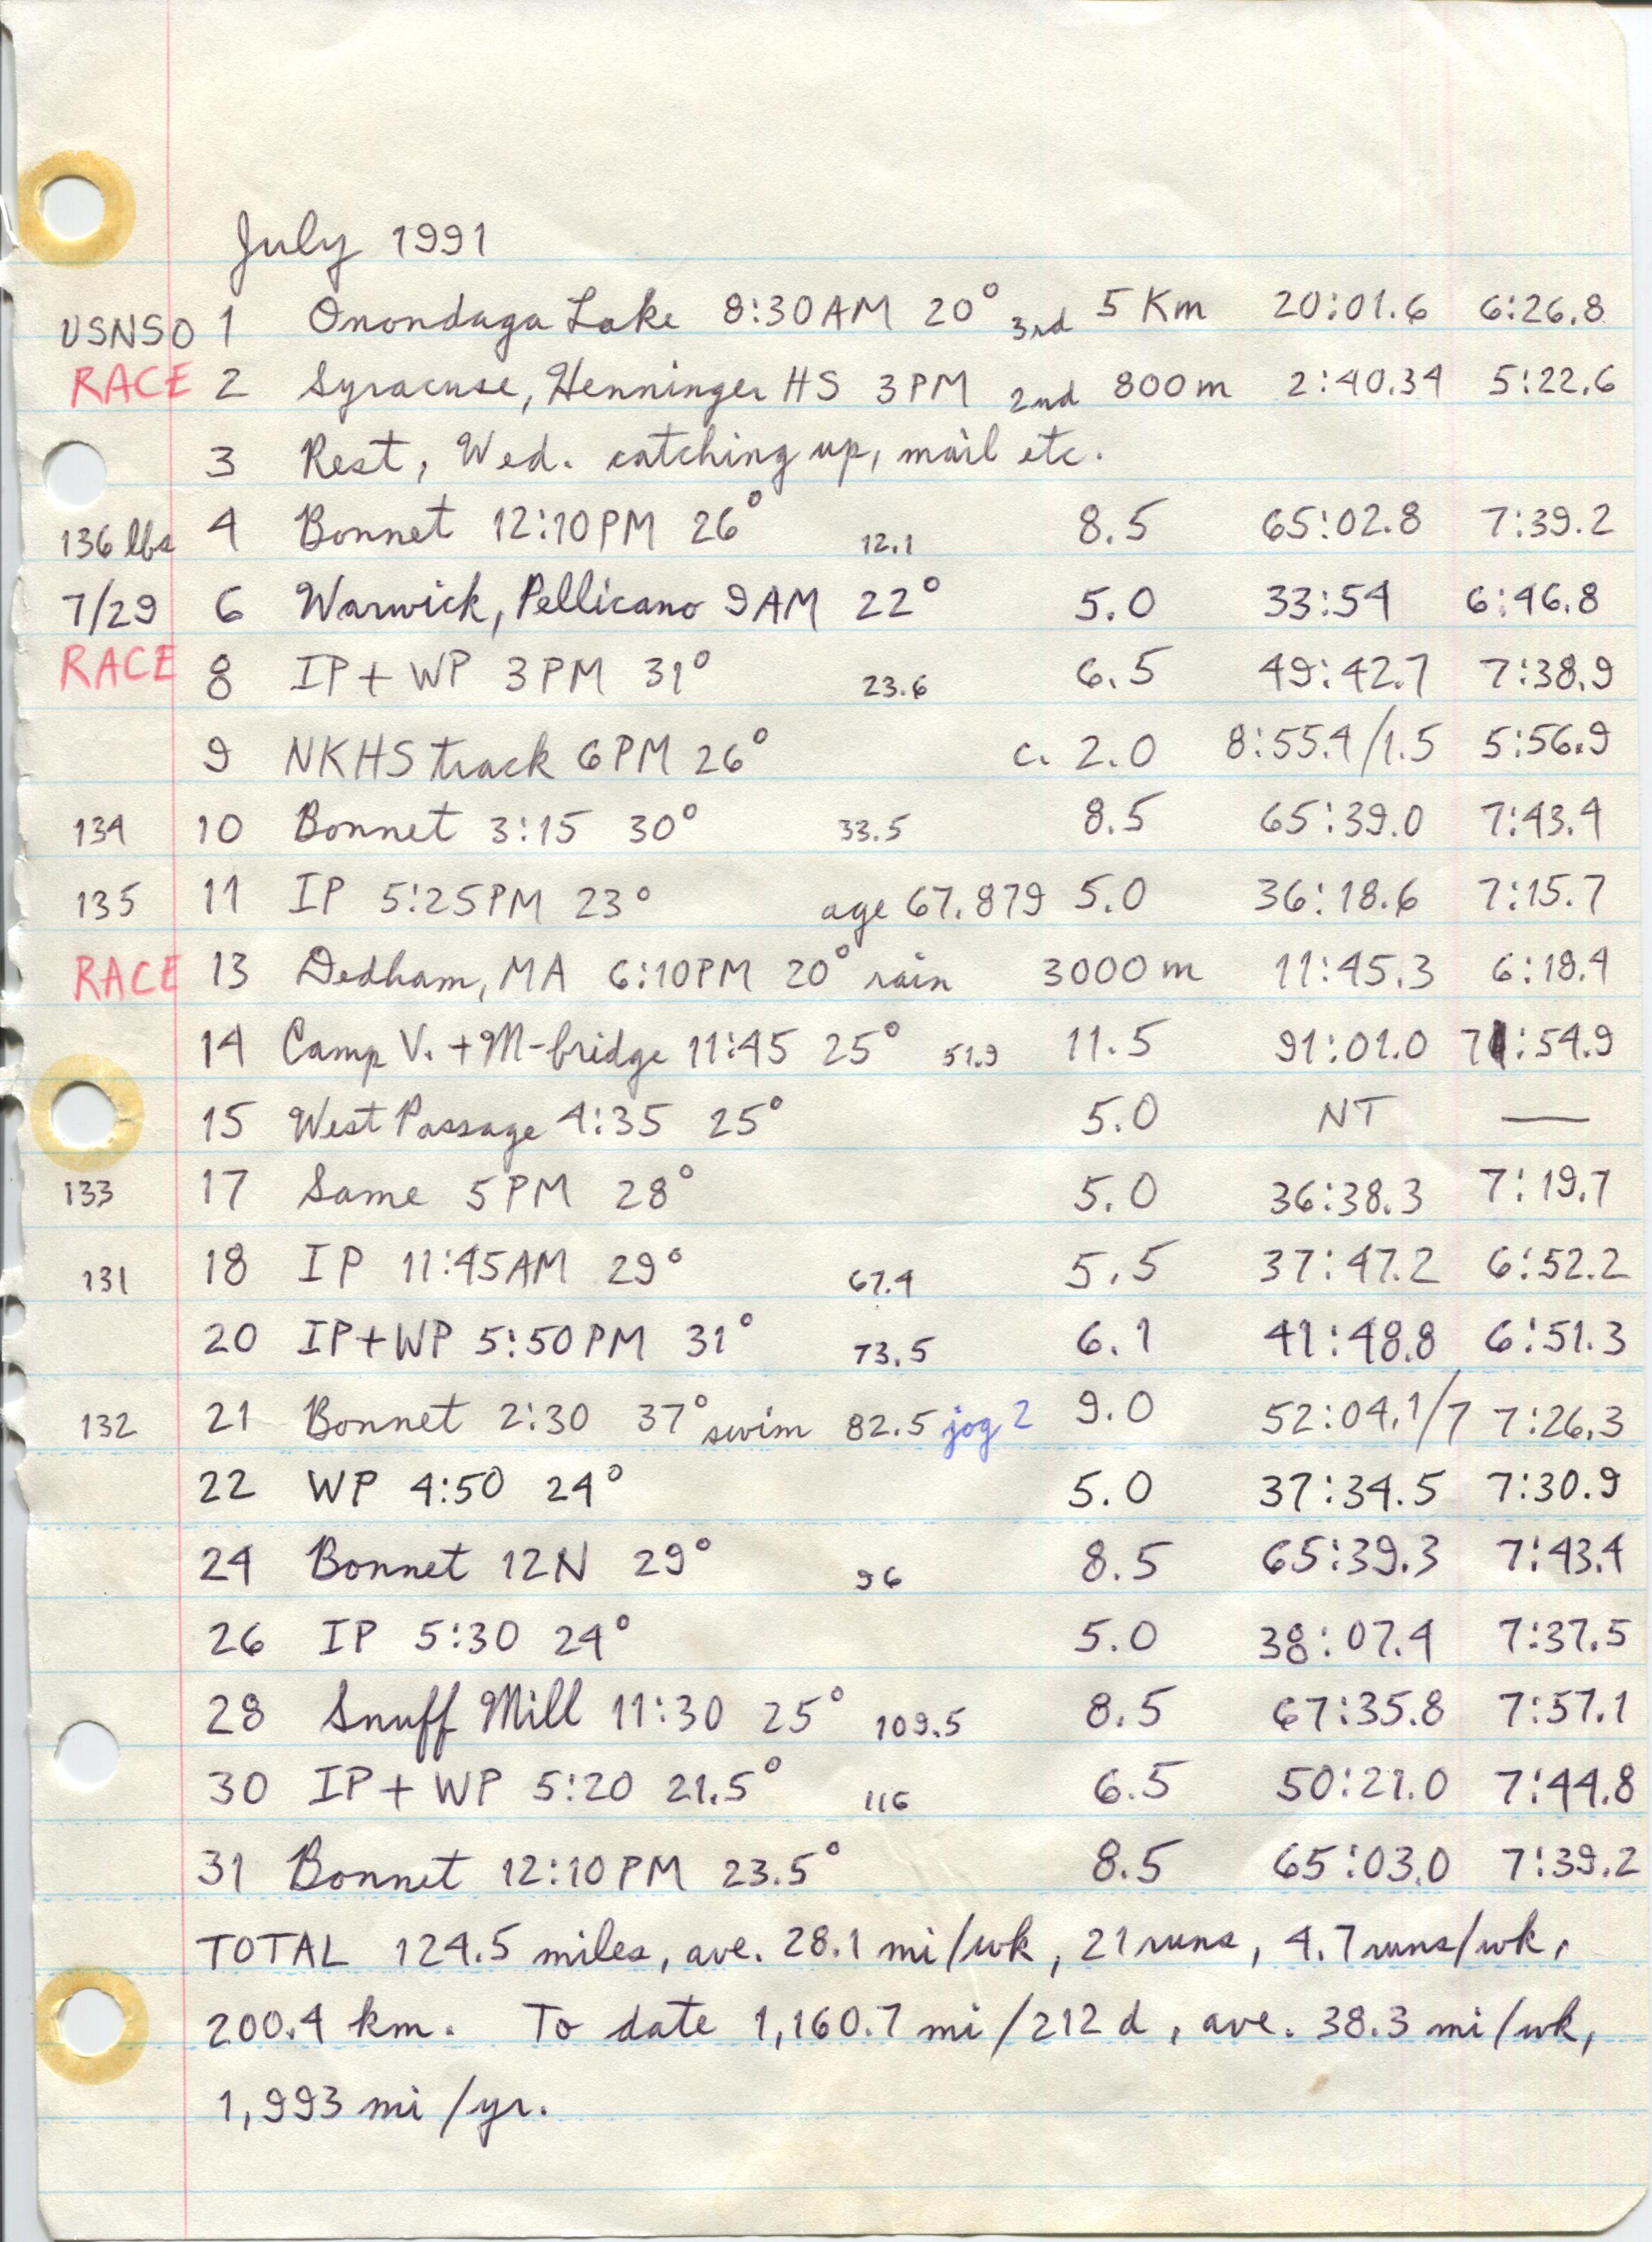 July 1991
USNSO 1 Onondaga Lake 8:30AM 20° 3rd 5 Km 20:01.6 6:26.8
RACE 2 Syracuse, Henninger HS 3PM 2nd 800m 2:40.34 5:22.6
3 Rest, Wed. catching up, mail etc.
136 lbs 4 Bonnet 12:10PM 26° 12.1 8.5 65:02.8 7:39.2
7/29 6 Warwick, Pellicano 9AM 22° 5.0 33:54 6:46.8
RACE 8 IP + WP 3PM 31° 23.6 6.5 49:42.7 7:38.9
9 NKHS track 6PM 26° c. 2.0 8:55.4/1.5 5:56.9
134 10 Bonnet 3:15 30° 33.5 8.5 65:39.0 7:43.4
135 11 IP 5:25PM 23° age 67.879 5.0 36:18.6 7:15.7
RACE 13 Dedham, MA 6:10PM 20° rain 3000m 11:45.3 6:18.4
14 Camp V. + M-bridge 11:45 25° 51.9 11.5 91:01.0 7:54.9
15 West Passage 4:35 25° 5.0 NT —
133 17 Same 5PM 28° 5.0 36:38.3 7:19.7
131 18 IP 11:45AM 29° 67.4 5.5 37:47.2 6:52.2
20 IP+WP 5:50PM 31° 73.5 6.1 41:48.8 6:51.3
132 21 Bonnet 2:30 37° swim 82.5 jog 2 9.0 52:04.1/7 7:26.3
22 WP 4:50 24° 5.0 37:34.5 7:30.9
24 Bonnet 12N 29° 96 8.5 65:39.3 7:43.4
26 IP 5:30 24° 5.0 38:07.4 7:37.5
28 Snuff Mill 11:30 25° 109.5 8.5 67:35.8 7:57.1
30 IP + WP 5:20 21.5° 116 6.5 50:21.0 7:44.8
31 Bonnet 12:10PM 23.5° 8.5 65:03.0 7:39.2
TOTAL 124.5 miles, ave. 28.1 mi/wk, 21 runs, 4.7 runs/wk,
200.4 km. To date 1,160.7 mi/212 d, ave. 38.3 mi/wk,
1,993 mi/yr.